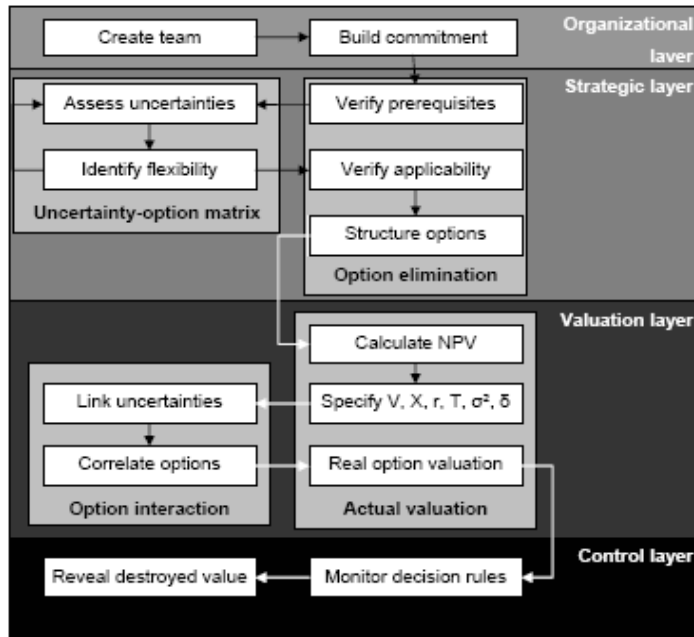 Organizational
laver
Create team
Build commitment
Strategic layer
Assess uncertainties
Verify prerequisites
Identify flexibility
Verify applicability
Uncertainty-option matrix
Structure options
Option elimination
Valuation layer
Calculate NPV
Link uncertainties
Specify V, X, r, T, σ², δ
Correlate options
Real option valuation
Option interaction
Actual valuation
Control layer
Reveal destroyed value
Monitor decision rules